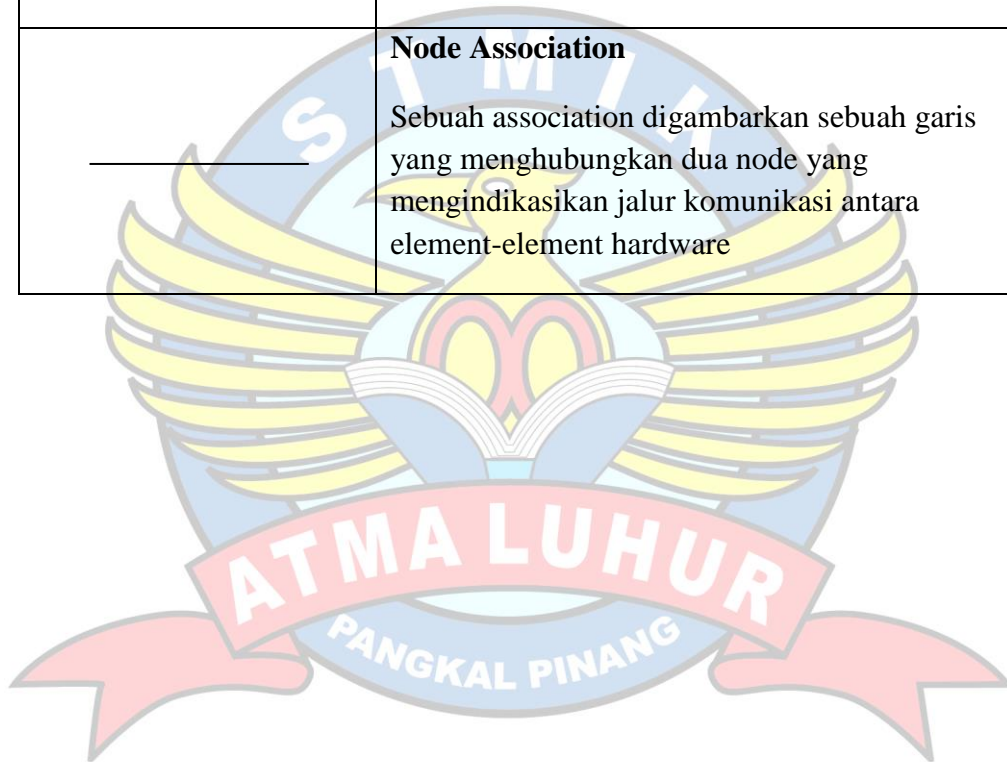 Node Association
Sebuah association digambarkan sebuah garis
yang menghubungkan dua node yang
mengindikasikan jalur komunikasi antara
element-element hardware
STMIK
ATMA LUHUR
PANGKAL PINANG